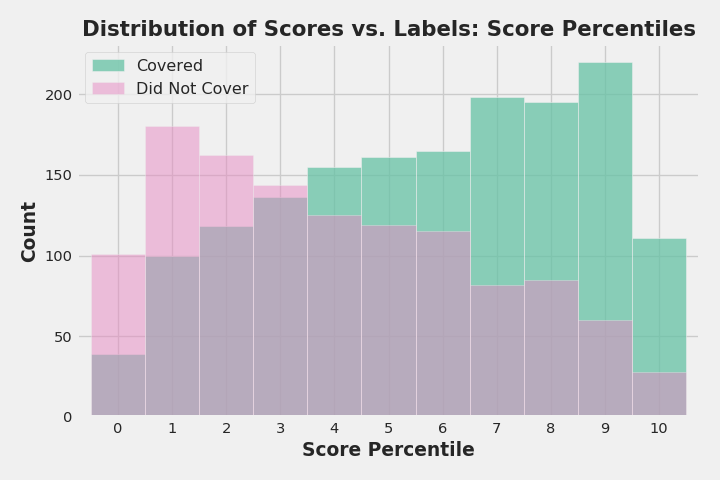 Distribution of Scores vs. Labels: Score Percentiles
Covered
Did Not Cover
200
150
100
50
0
Count
0 1 2 3 4 5 6 7 8 9 10
Score Percentile